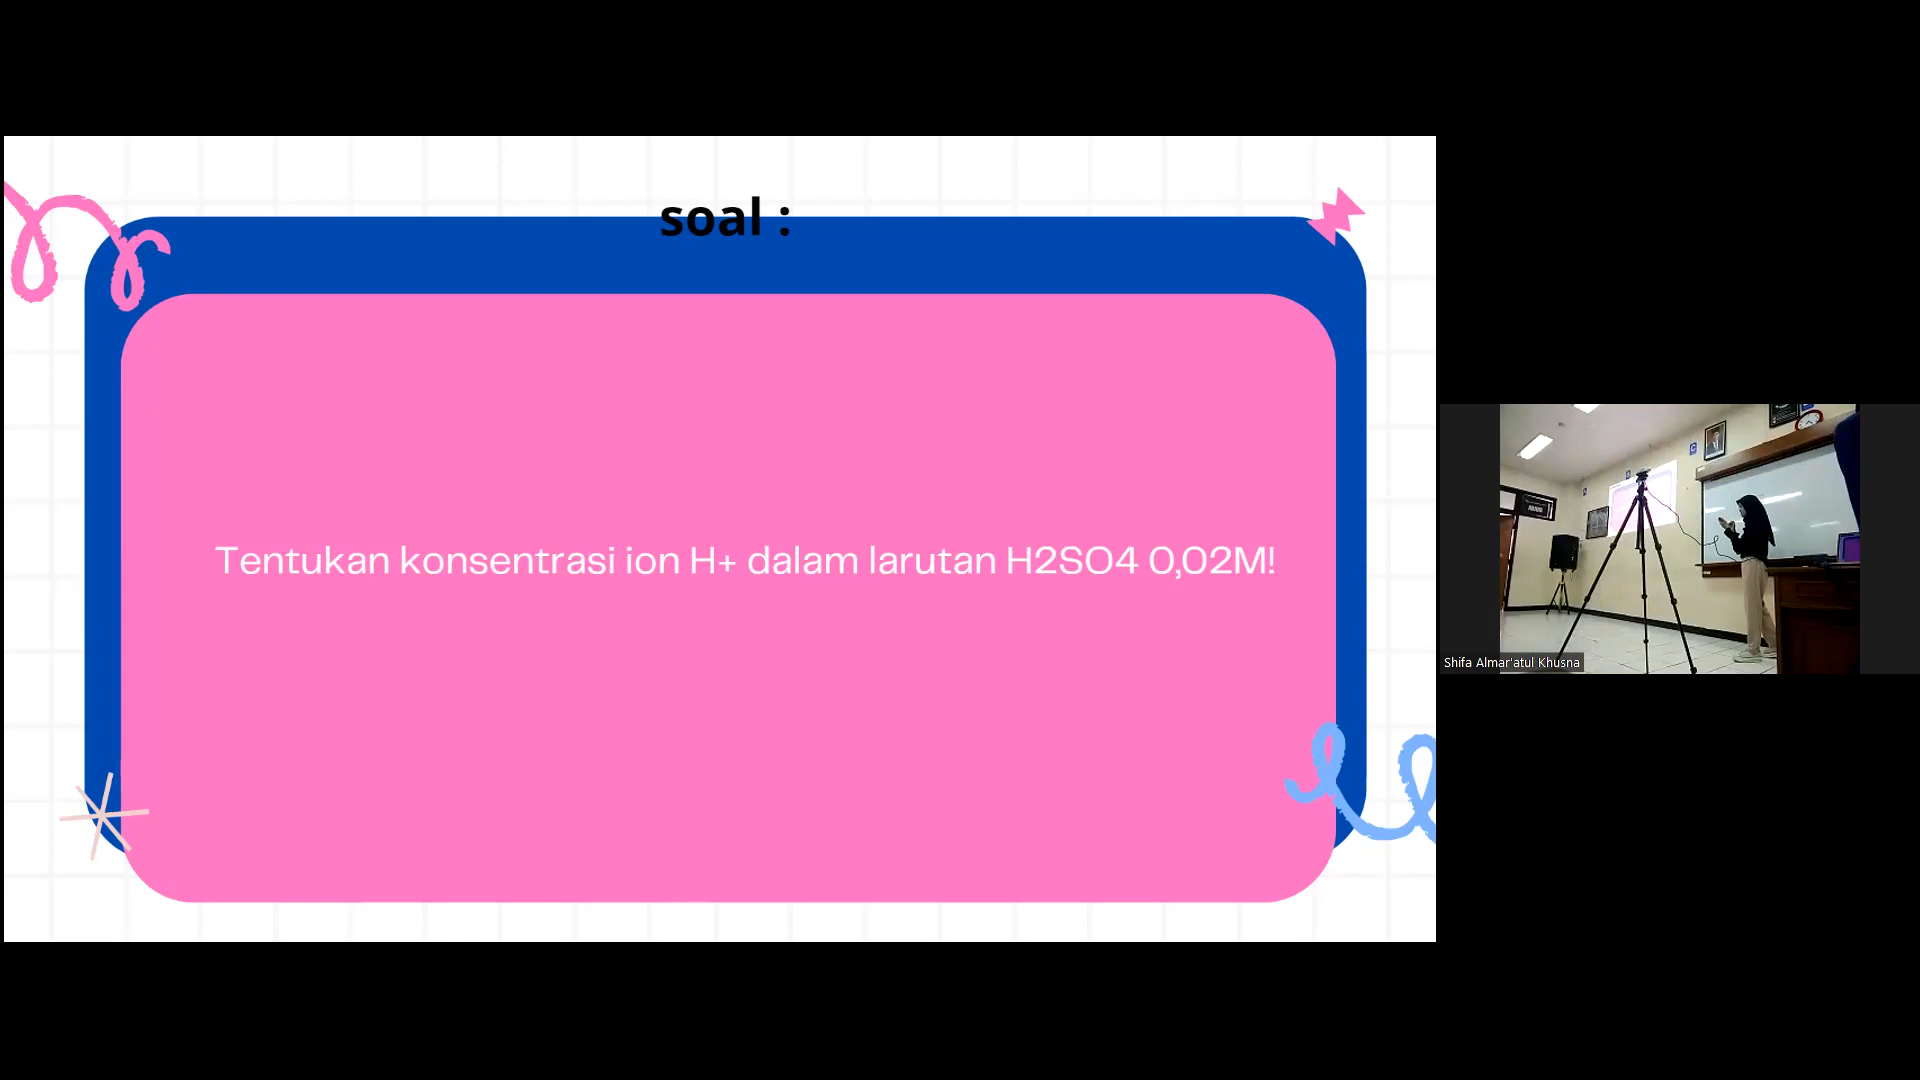 soal :
Tentukan konsentrasi ion H+ dalam larutan H2SO4 0,02M!
Shifa Almar'atul Khusna